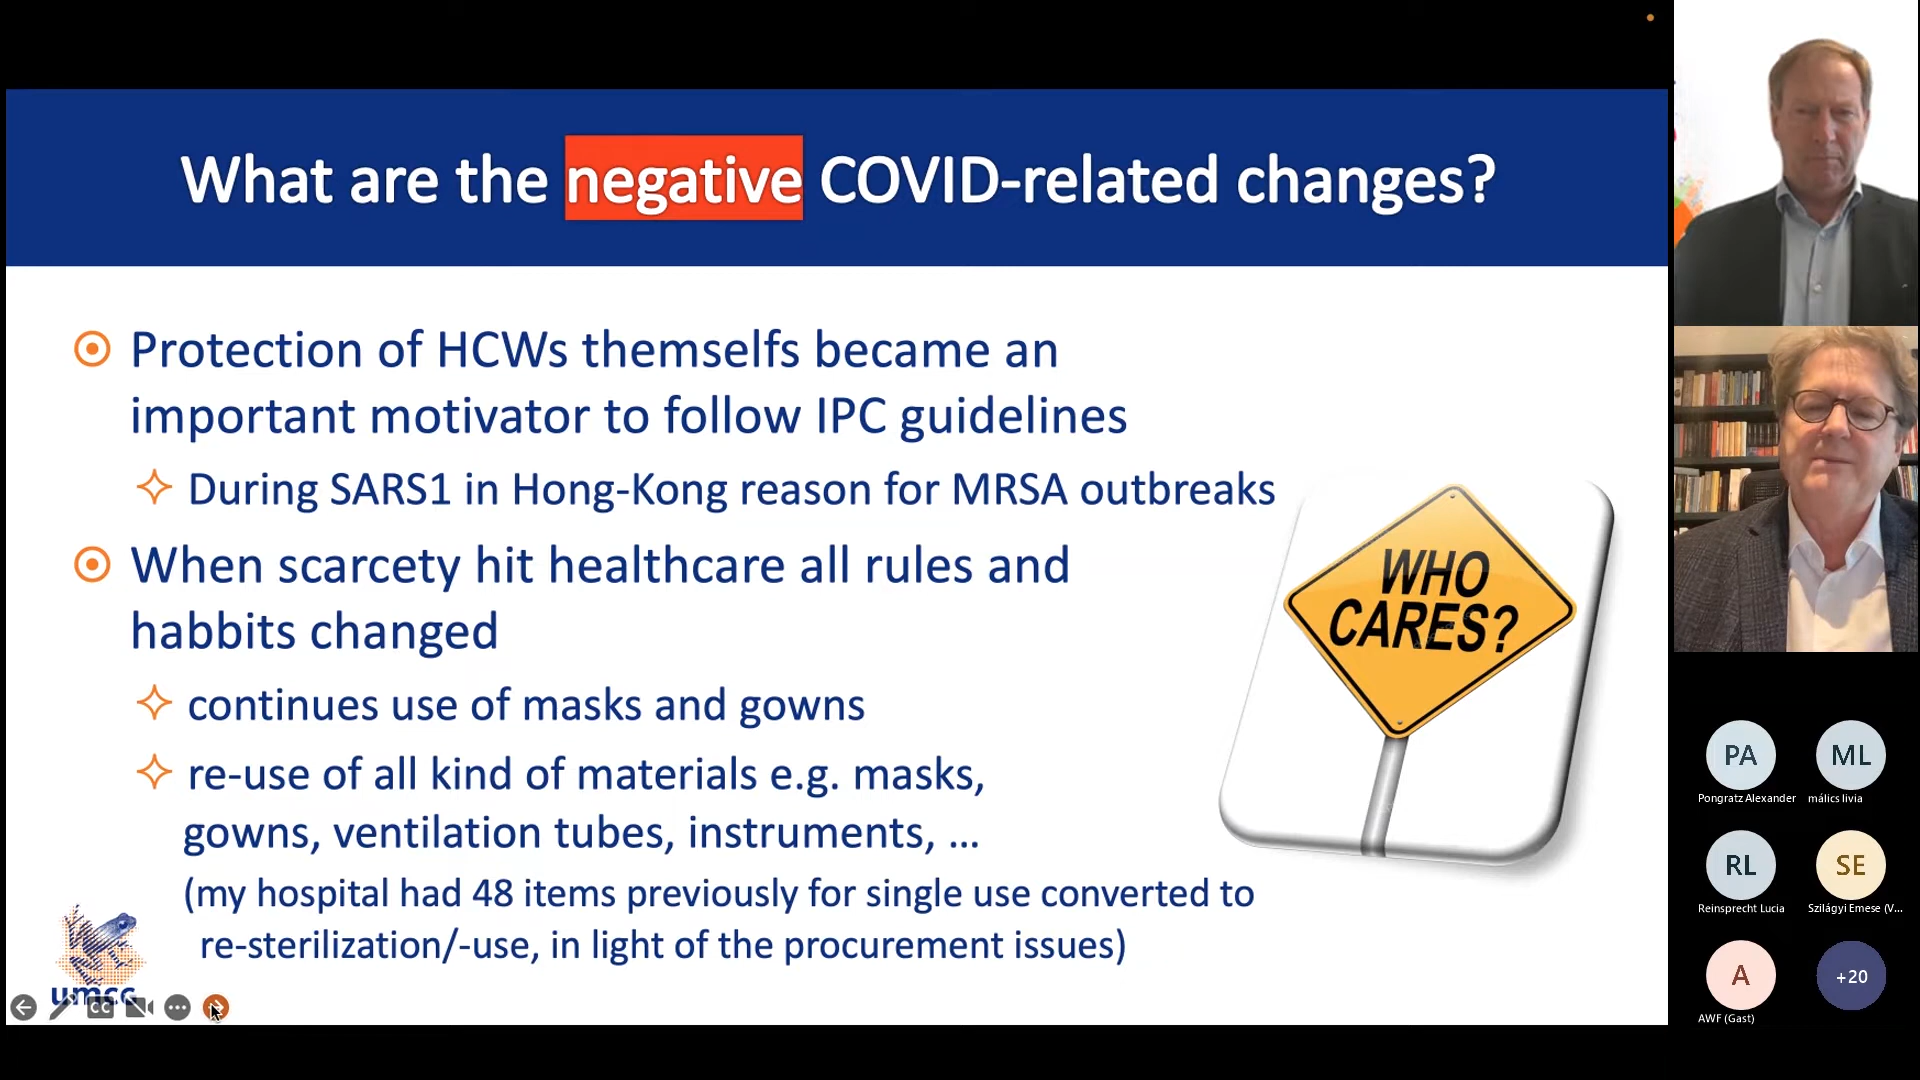 What are the negative COVID-related changes?
Protection of HCWs themselfs became an
important motivator to follow IPC guidelines
During SARS1 in Hong-Kong reason for MRSA outbreaks
When scarcety hit healthcare all rules and
habbits changed
continues use of masks and gowns
re-use of all kind of materials e.g. masks,
gowns, ventilation tubes, instruments, ...
(my hospital had 48 items previously for single use converted to
re-sterilization/-use, in light of the procurement issues)
WHO
CARES?
umcg
CC
PA
Pongratz Alexander
ML
málics lívia
RL
Reinsprecht Lucia
SE
Szilágyi Emese (V...
A
AWF (Gast)
+20